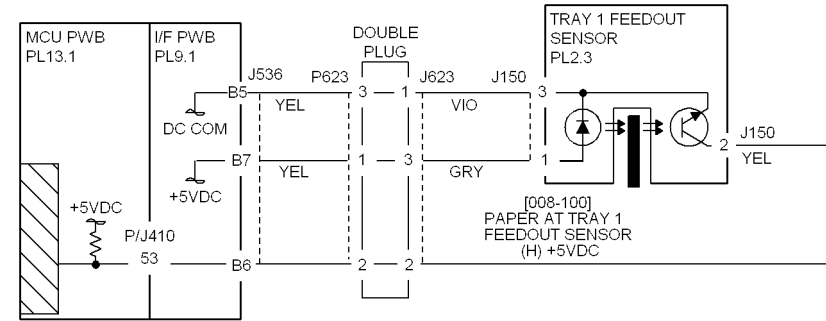 MCU PWB
PL13.1
I/F PWB
PL9.1
DOUBLE
PLUG
TRAY 1 FEEDOUT
SENSOR
PL2.3
J536
P623
J623
J150
B5
YEL
3
1
VIO
3
DC COM
2
J150
YEL
B7
YEL
1
3
GRY
1
+5VDC
+5VDC
P/J410
53
B6
2
2
[008-100]
PAPER AT TRAY 1
FEEDOUT SENSOR
(H) +5VDC